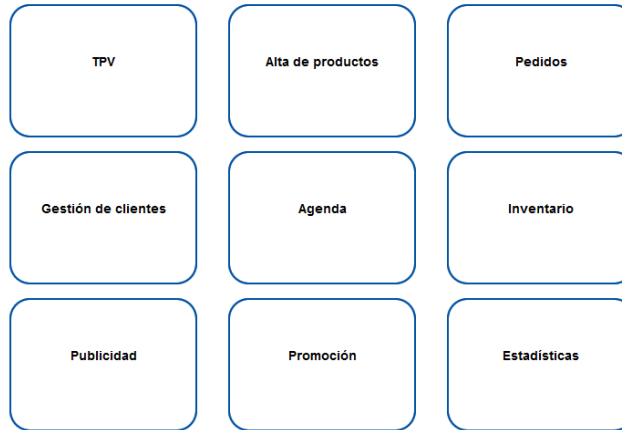 TPV
Alta de productos
Pedidos
Gestión de clientes
Agenda
Inventario
Publicidad
Promoción
Estadísticas